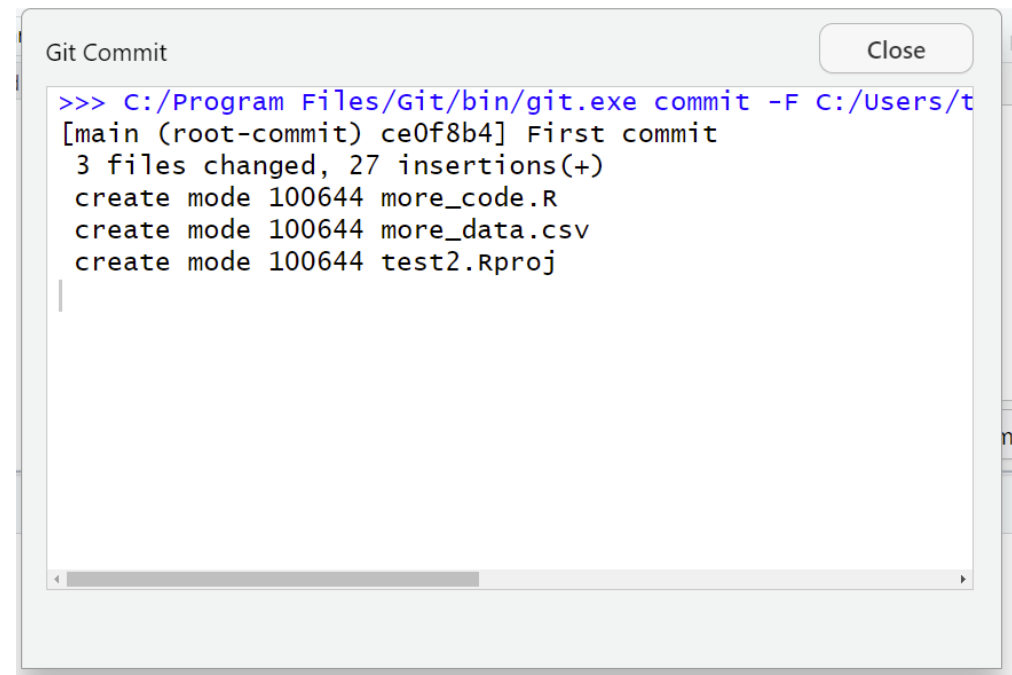 Git Commit
Close
>>> C:/Program Files/Git/bin/git.exe commit -F C:/Users/t
[main (root-commit) ce0f8b4] First commit
3 files changed, 27 insertions(+)
create mode 100644 more_code.R
create mode 100644 more_data.csv
create mode 100644 test2.Rproj